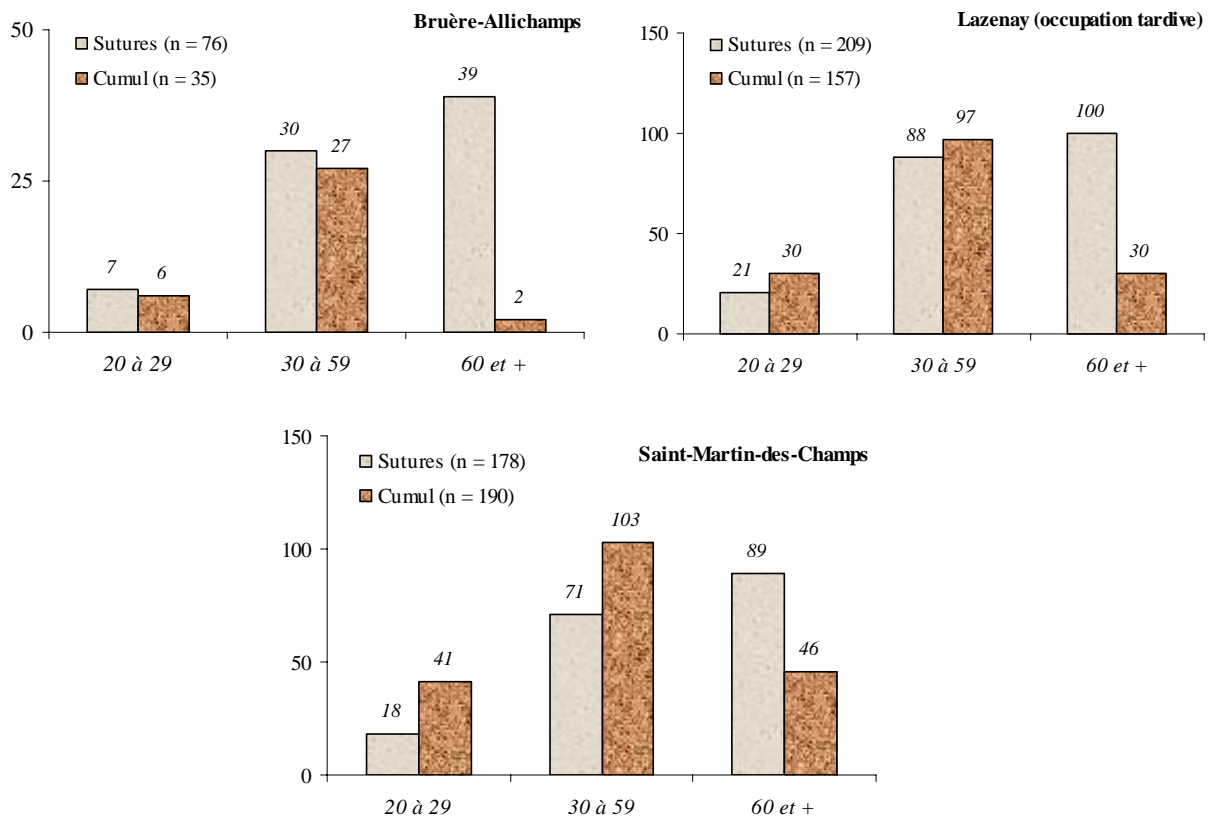 Bruère-Allichamps
50
Sutures (n = 76)
Cumul (n = 35)
39
30
27
25
7
6
2
0
20 à 29
30 à 59
60 et +
Lazenay (occupation tardive)
150
Sutures (n = 209)
Cumul (n = 157)
100
97
88
100
50
30
30
21
0
20 à 29
30 à 59
60 et +
150
Saint-Martin-des-Champs
Sutures (n = 178)
Cumul (n = 190)
103
100
89
71
50
46
41
18
0
20 à 29
30 à 59
60 et +